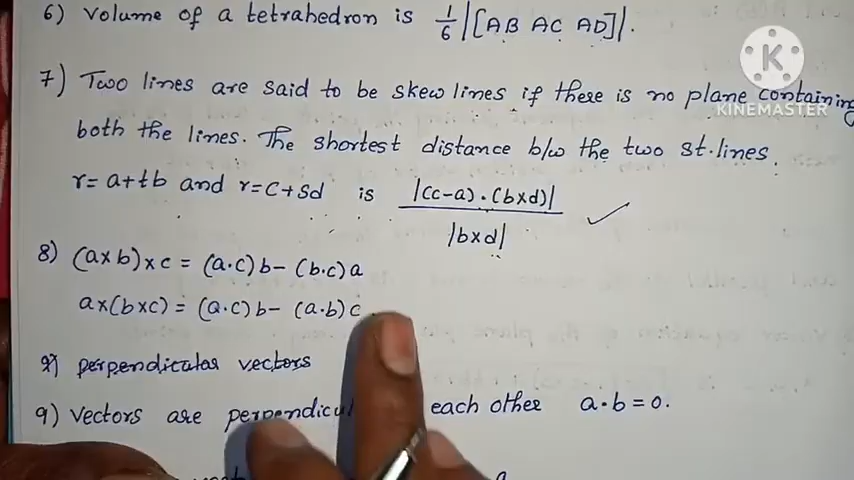 6) Volume of a tetrahedron is 1/6 |[AB AC AD]|.
7) Two lines are said to be skew lines if there is no plane containing
both the lines. The shortest distance b/w the two st.lines
r=a+tb and r=c+sd is |(c-a).(b×d)| / |b×d| ✓
8) (a×b)×c = (a.c)b-(b.c)a
a×(b×c) = (a.c)b-(a.b)c.
9) perpendicular vectors
9) Vectors are each other a.b=0.
K
KINEMASTER